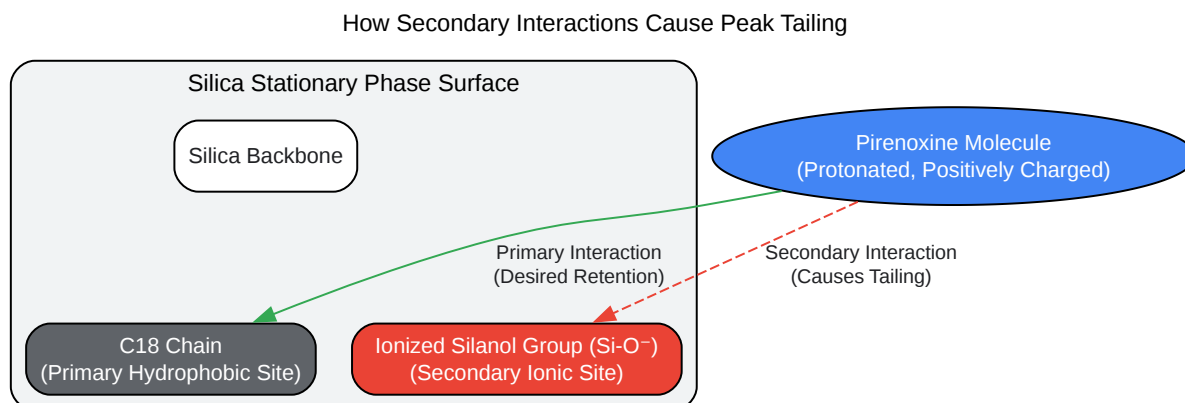 How Secondary Interactions Cause Peak Tailing
Silica Stationary Phase Surface
Silica Backbone
Pirenoxine Molecule
(Protonated, Positively Charged)
Primary Interaction
(Desired Retention)
Secondary Interaction
(Causes Tailing)
C18 Chain
(Primary Hydrophobic Site)
Ionized Silanol Group (Si-O⁻)
(Secondary Ionic Site)